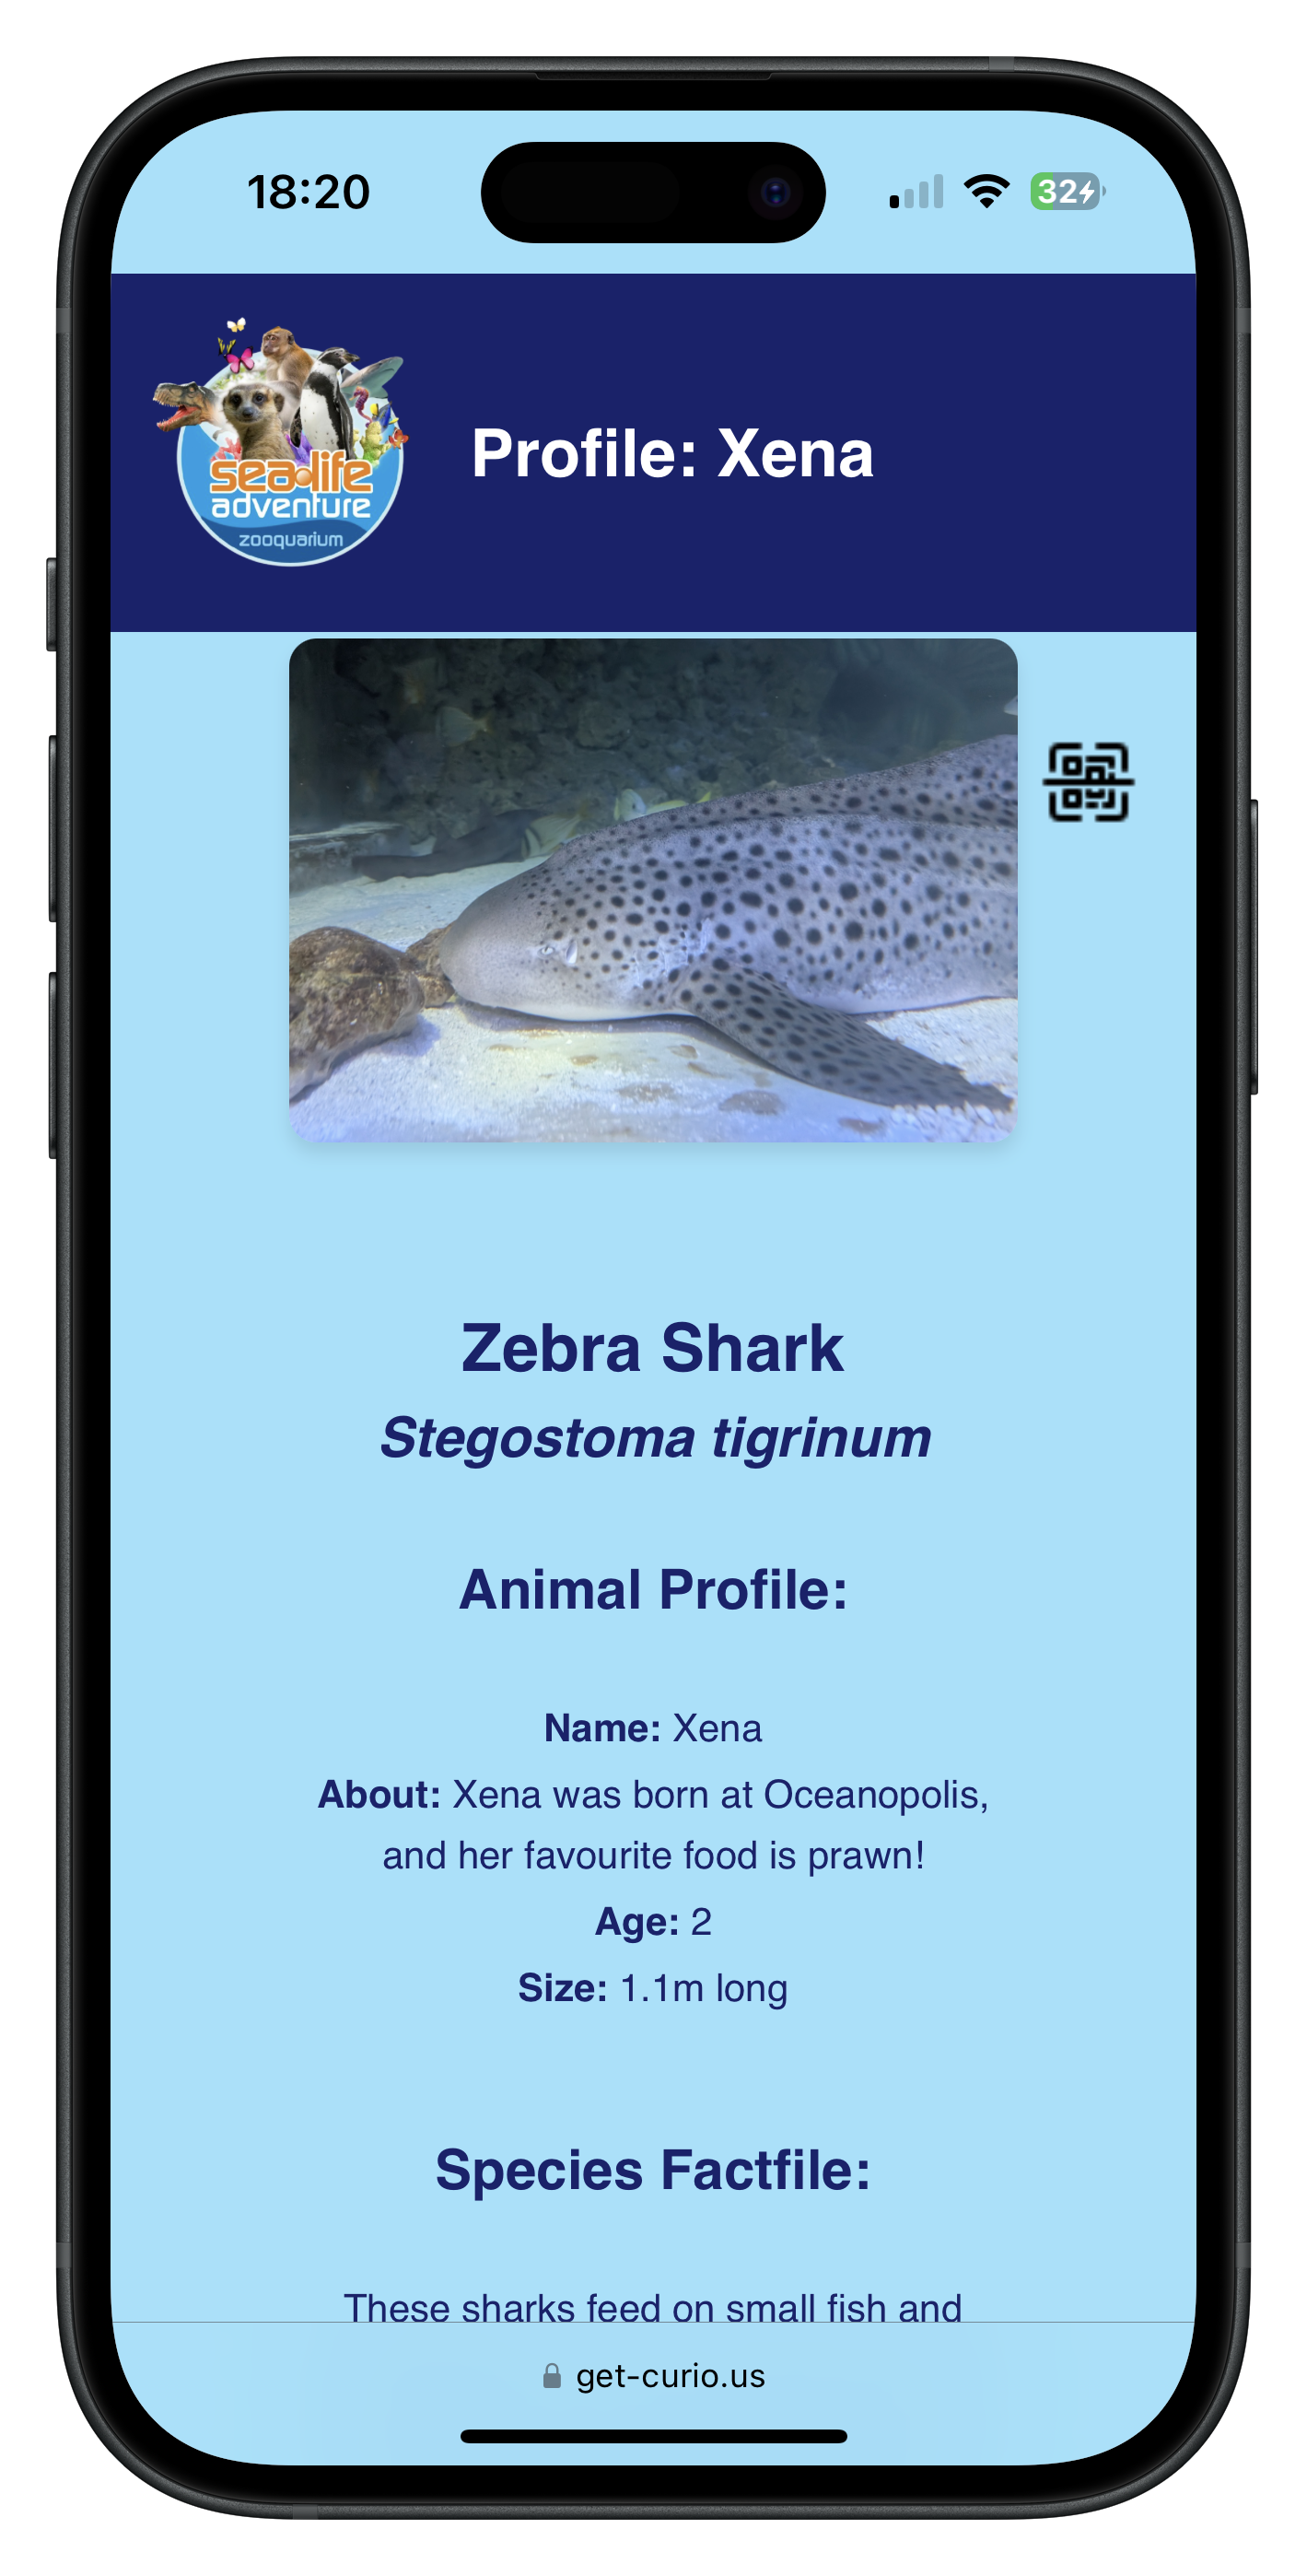 18:20
32
sea life
adventure
zooquarium
Profile: Xena
Zebra Shark
Stegostoma tigrinum
Animal Profile:
Name: Xena
About: Xena was born at Oceanopolis,
and her favourite food is prawn!
Age: 2
Size: 1.1m long
Species Factfile:
These sharks feed on small fish and
get-curio.us